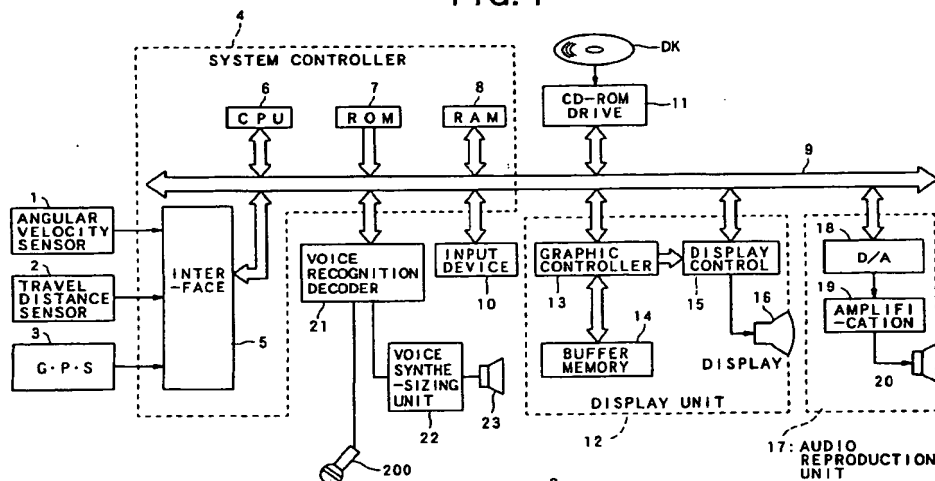 4
SYSTEM CONTROLLER
DK
6
CPU
7
ROM
8
RAM
CD-ROM
DRIVE
11
9
1
ANGULAR
VELOCITY
SENSOR
2
TRAVEL
DISTANCE
SENSOR
3
G·P·S
INTER
-FACE
5
VOICE
RECOGNITION
DECODER
21
INPUT
DEVICE
10
GRAPHIC
CONTROLLER
13
DISPLAY
CONTROL
15
16
DISPLAY
14
BUFFER
MEMORY
DISPLAY UNIT
12
18
D/A
19
AMPLIFI-
CATION
20
17: AUDIO
REPRODUCTION
UNIT
VOICE
SYNTHE
-SIZING
UNIT
22
23
200